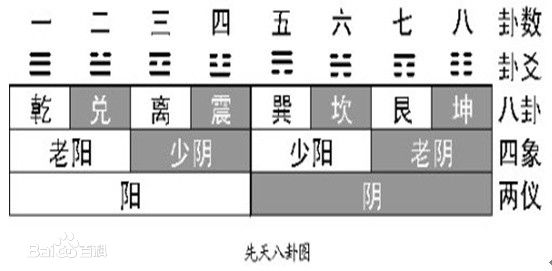 一 二 三 四 五 六 七 八 卦数
☰ ☱ ☲ ☳ ☴ ☵ ☶ ☷ 卦爻
乾 兑 离 震 巽 坎 艮 坤 八卦
老阳 少阴 少阳 老阴 四象
阳 阴 两仪
Bai百科
先天八卦图